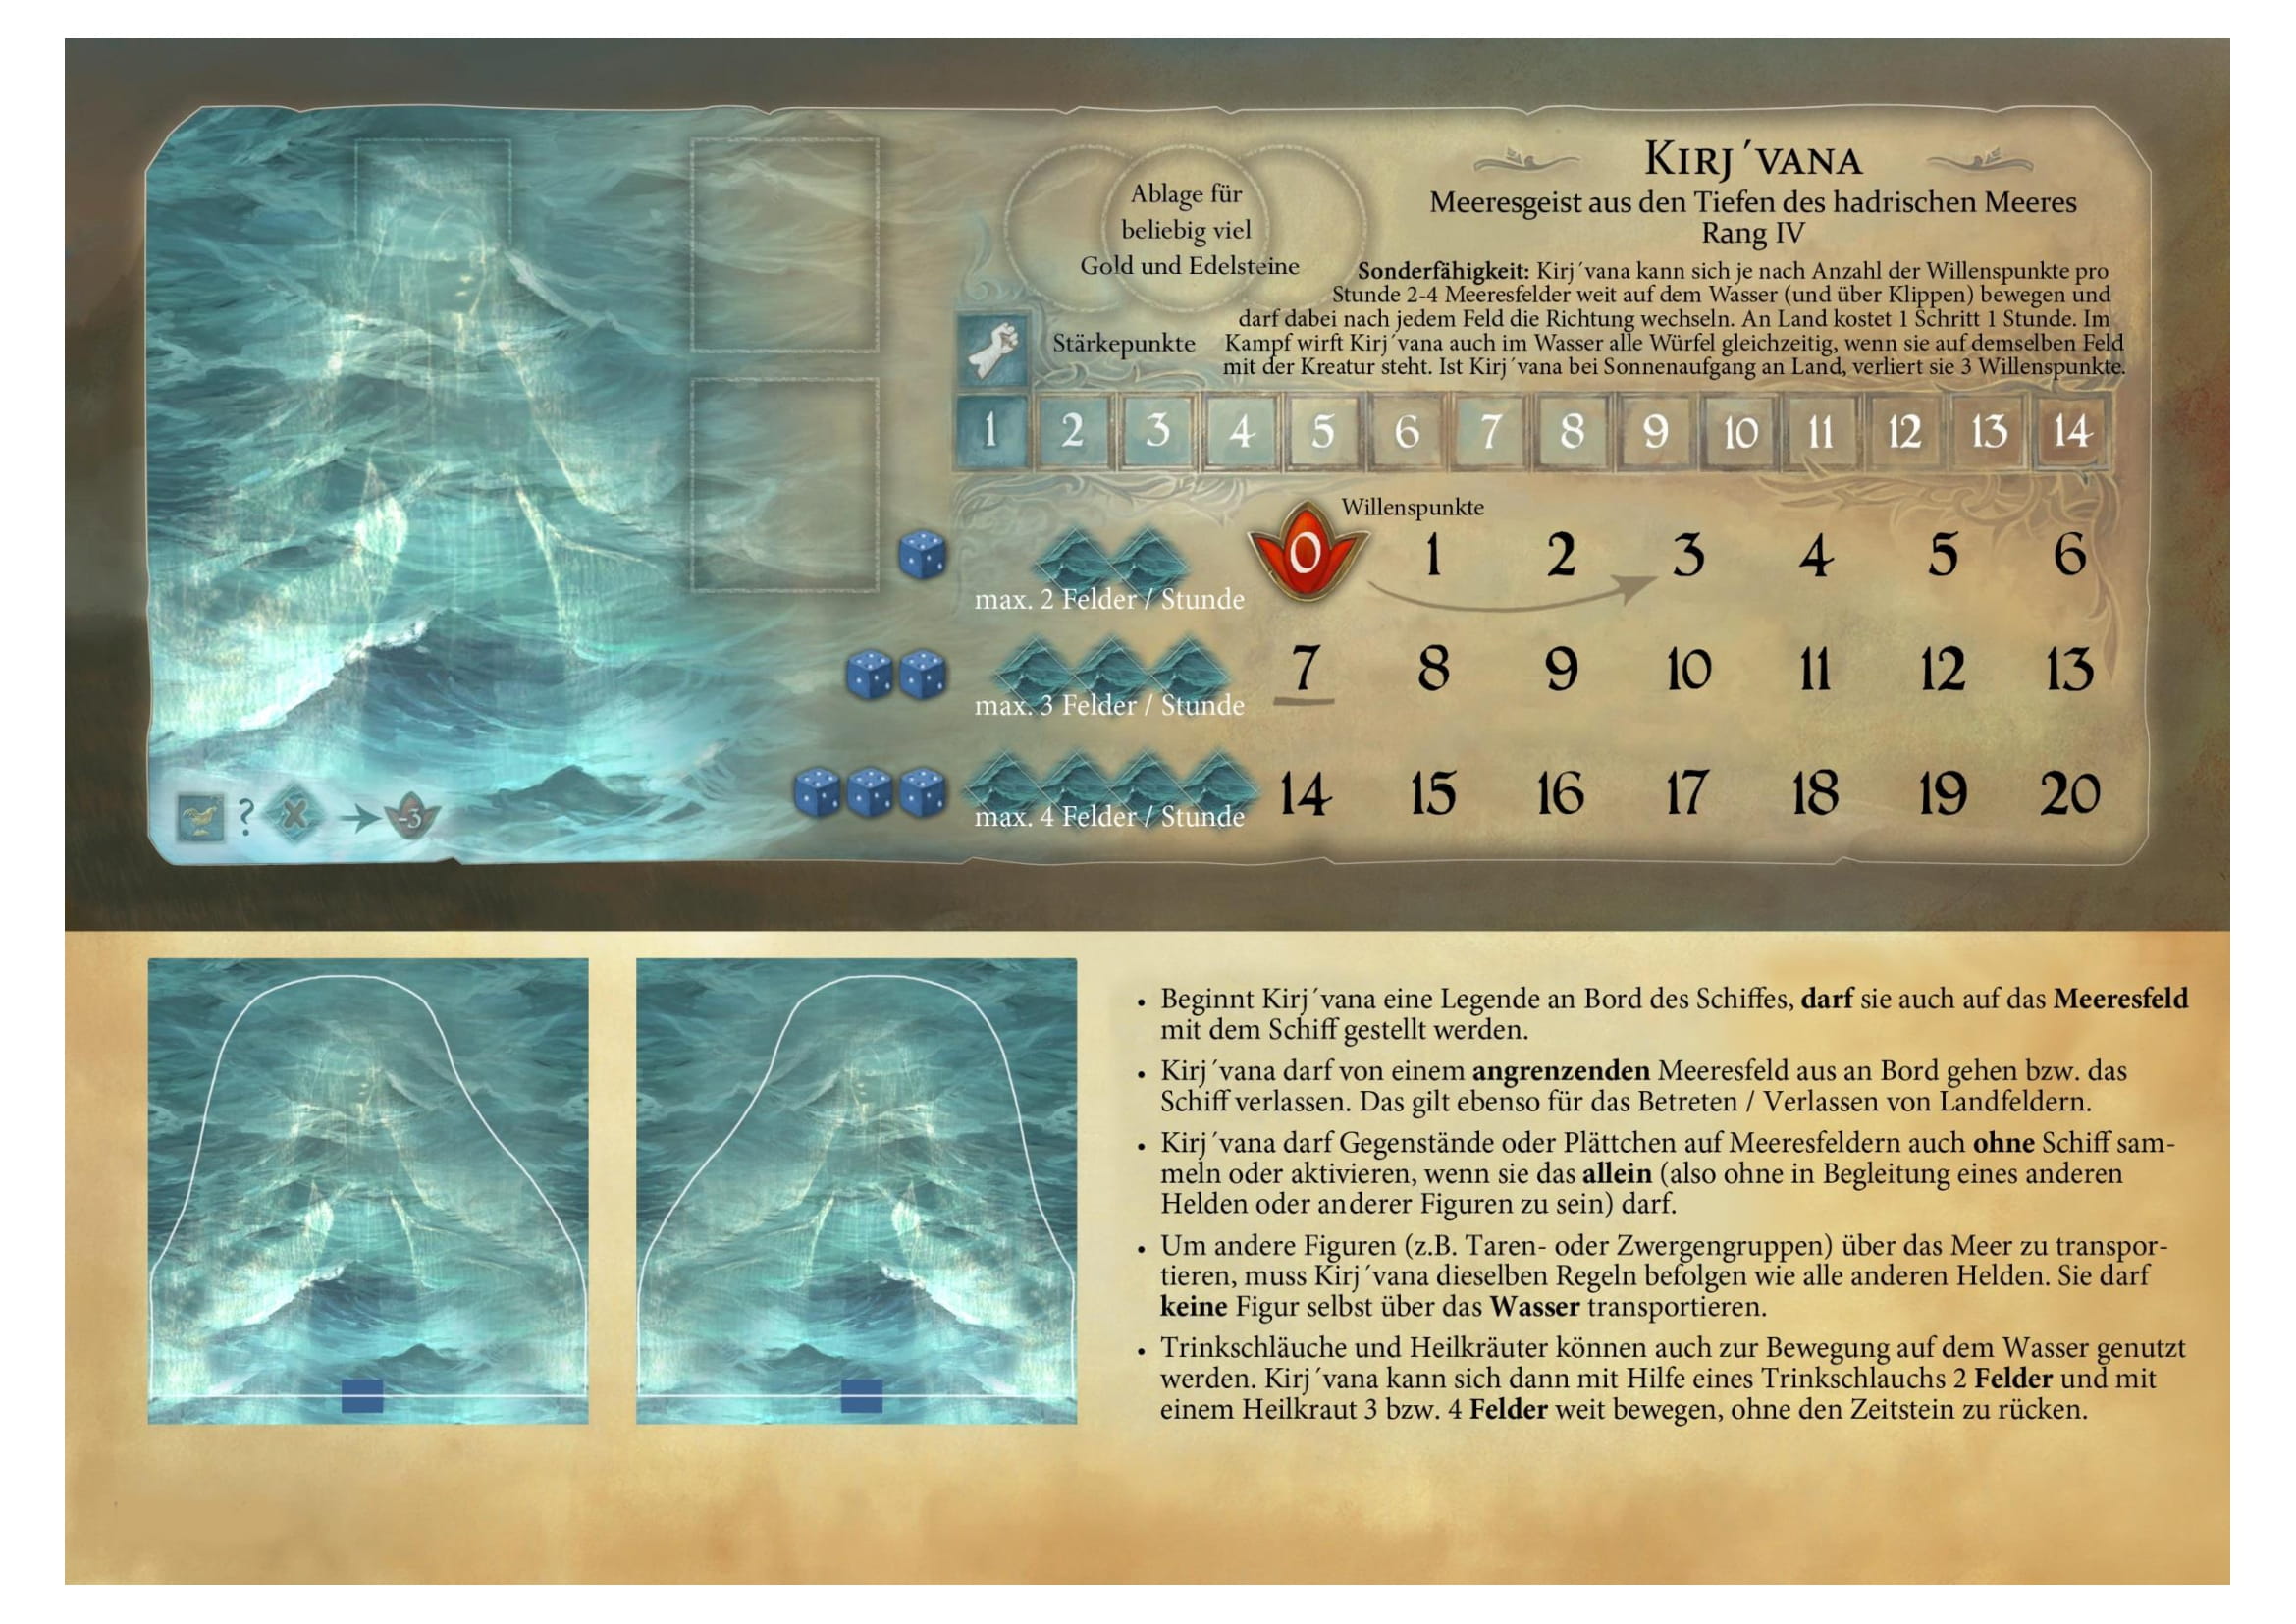 KIRJ´VANA
Meeresgeist aus den Tiefen des hadrischen Meeres
Rang IV
Ablage für
beliebig viel
Gold und Edelsteine
Sonderfähigkeit: Kirj´vana kann sich je nach Anzahl der Willenspunkte pro
Stunde 2-4 Meeresfelder weit auf dem Wasser (und über Klippen) bewegen und
darf dabei nach jedem Feld die Richtung wechseln. An Land kostet 1 Schritt 1 Stunde. Im
Kampf wirft Kirj´vana auch im Wasser alle Würfel gleichzeitig, wenn sie auf demselben Feld
mit der Kreatur steht. Ist Kirj´vana bei Sonnenaufgang an Land, verliert sie 3 Willenspunkte.
Stärkepunkte
1 2 3 4 5 6 7 8 9 10 11 12 13 14
Willenspunkte
max. 2 Felder / Stunde
0 1 2 3 4 5 6
max. 3 Felder / Stunde
7 8 9 10 11 12 13
max. 4 Felder / Stunde
14 15 16 17 18 19 20
? -3
• Beginnt Kirj´vana eine Legende an Bord des Schiffes, darf sie auch auf das Meeresfeld
mit dem Schiff gestellt werden.
• Kirj´vana darf von einem angrenzenden Meeresfeld aus an Bord gehen bzw. das
Schiff verlassen. Das gilt ebenso für das Betreten / Verlassen von Landfeldern.
• Kirj´vana darf Gegenstände oder Plättchen auf Meeresfeldern auch ohne Schiff sam-
meln oder aktivieren, wenn sie das allein (also ohne in Begleitung eines anderen
Helden oder anderer Figuren zu sein) darf.
• Um andere Figuren (z.B. Taren- oder Zwergengruppen) über das Meer zu transpor-
tieren, muss Kirj´vana dieselben Regeln befolgen wie alle anderen Helden. Sie darf
keine Figur selbst über das Wasser transportieren.
• Trinkschläuche und Heilkräuter können auch zur Bewegung auf dem Wasser genutzt
werden. Kirj´vana kann sich dann mit Hilfe eines Trinkschlauchs 2 Felder und mit
einem Heilkraut 3 bzw. 4 Felder weit bewegen, ohne den Zeitstein zu rücken.